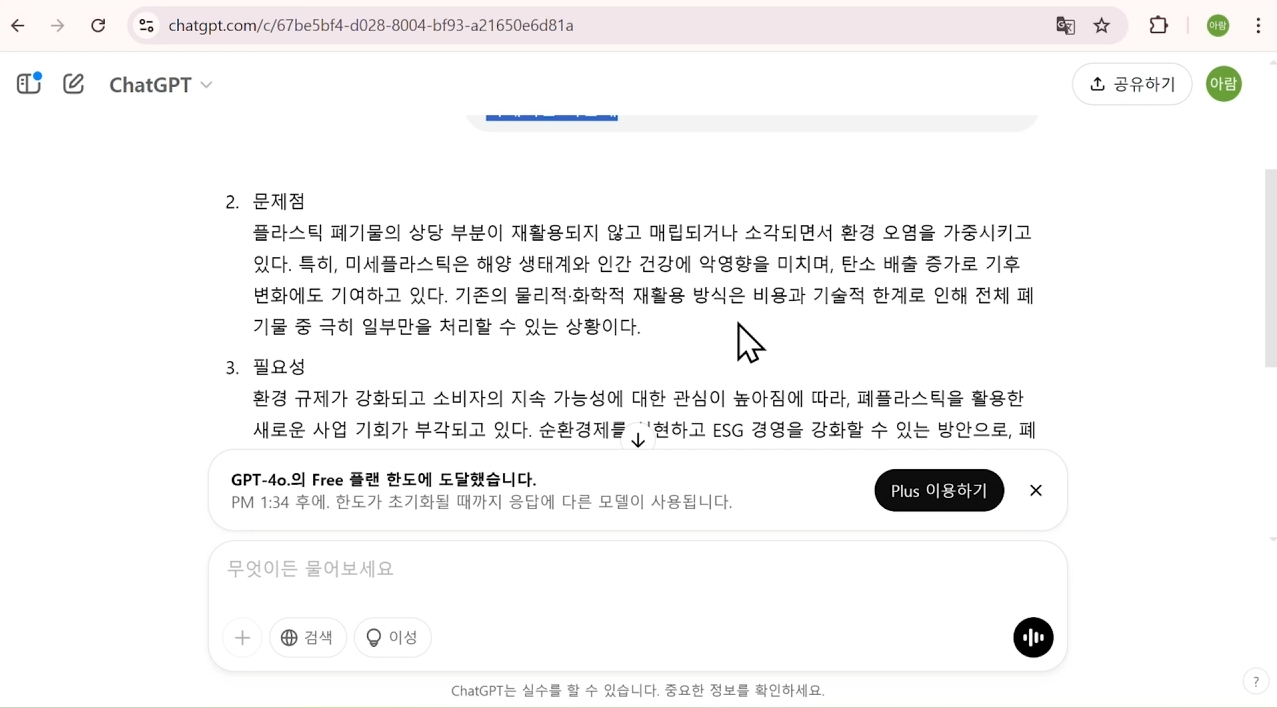 chatgpt.com/c/67be5bf4-d028-8004-bf93-a21650e6d81a
아람
ChatGPT
공유하기
아람
2. 문제점
플라스틱 폐기물의 상당 부분이 재활용되지 않고 매립되거나 소각되면서 환경 오염을 가중시키고
있다. 특히, 미세플라스틱은 해양 생태계와 인간 건강에 악영향을 미치며, 탄소 배출 증가로 기후
변화에도 기여하고 있다. 기존의 물리적·화학적 재활용 방식은 비용과 기술적 한계로 인해 전체 폐
기물 중 극히 일부만을 처리할 수 있는 상황이다.
3. 필요성
환경 규제가 강화되고 소비자의 지속 가능성에 대한 관심이 높아짐에 따라, 폐플라스틱을 활용한
새로운 사업 기회가 부각되고 있다. 순환경제를 현하고 ESG 경영을 강화할 수 있는 방안으로, 폐
GPT-4o.의 Free 플랜 한도에 도달했습니다.
PM 1:34 후에. 한도가 초기화될 때까지 응답에 다른 모델이 사용됩니다.
Plus 이용하기
무엇이든 물어보세요
검색
이성
ChatGPT는 실수를 할 수 있습니다. 중요한 정보를 확인하세요.
?